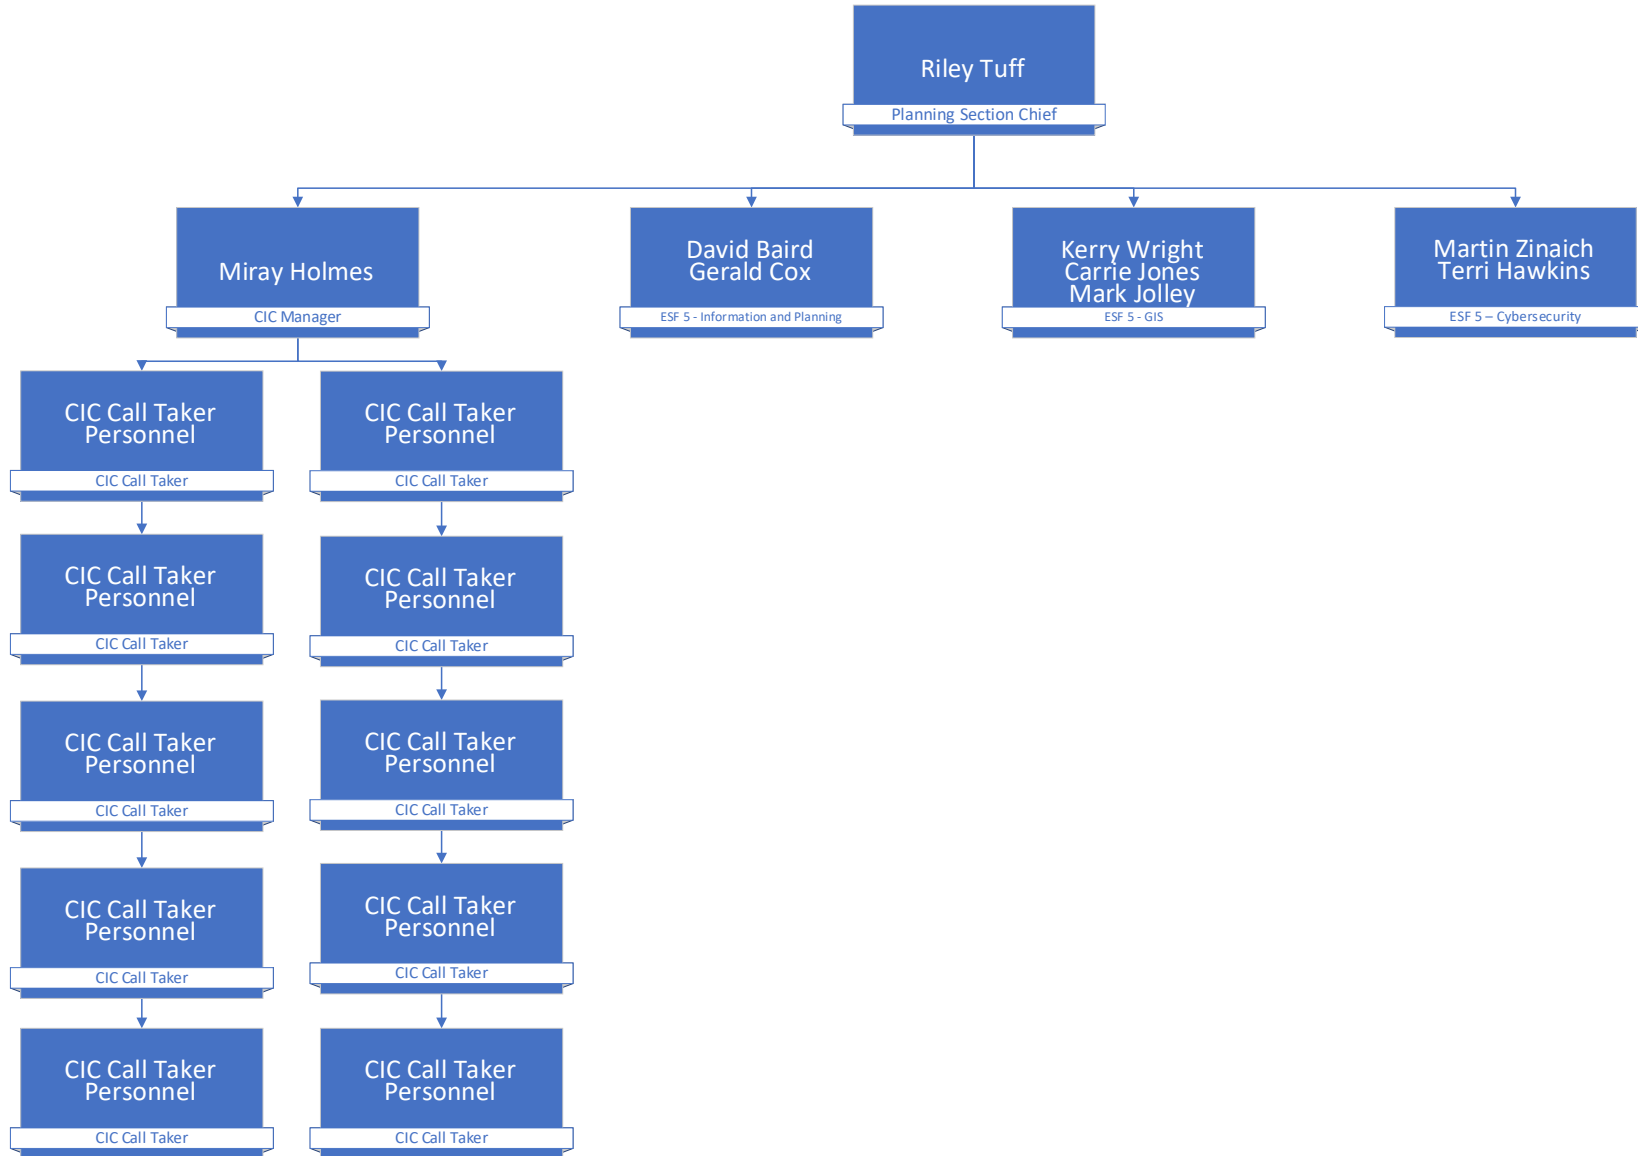 Riley Tuff
Planning Section Chief
Miray Holmes
CIC Manager
David Baird
Gerald Cox
ESF 5 - Information and Planning
Kerry Wright
Carrie Jones
Mark Jolley
ESF 5 - GIS
Martin Zinaich
Terri Hawkins
ESF 5 – Cybersecurity
CIC Call Taker
Personnel
CIC Call Taker
CIC Call Taker
Personnel
CIC Call Taker
CIC Call Taker
Personnel
CIC Call Taker
CIC Call Taker
Personnel
CIC Call Taker
CIC Call Taker
Personnel
CIC Call Taker
CIC Call Taker
Personnel
CIC Call Taker
CIC Call Taker
Personnel
CIC Call Taker
CIC Call Taker
Personnel
CIC Call Taker
CIC Call Taker
Personnel
CIC Call Taker
CIC Call Taker
Personnel
CIC Call Taker